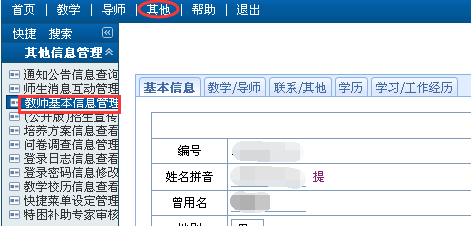 首页 | 教学 | 导师 | 其他 | 帮助 | 退出
快捷 搜索
其他信息管理
通知公告信息查询
师生消息互动管理
教师基本信息管理
(公开版)招生宣传
培养方案信息查看
问卷调查信息管理
登录日志信息查看
登录密码信息修改
教学校历信息查看
快捷菜单设定管理
特困补助专家审核
基本信息 教学/导师 联系/其他 学历 学习/工作经历
编号
姓名拼音 提
曾用名